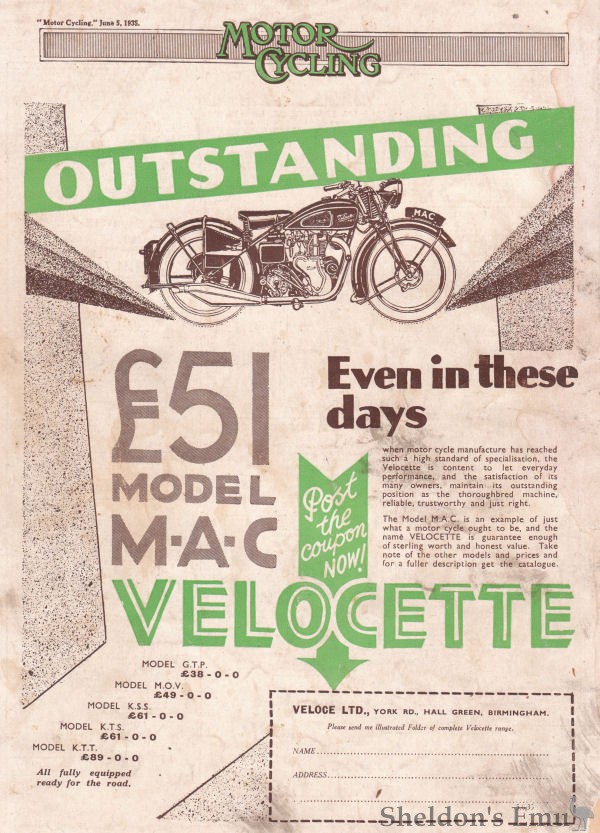 "Motor Cycling," June 5, 1935.
MOTOR
CYCLING
OUTSTANDING
MAC
£51
MODEL
M·A·C
Even in these
days
when motor cycle manufacture has reached
such a high standard of specialisation, the
Velocette is content to let everyday
performance, and the satisfaction of its
many owners, maintain its outstanding
position as the thoroughbred machine,
reliable, trustworthy and just right.
The Model M.A.C. is an example of just
what a motor cycle ought to be, and the
name VELOCETTE is guarantee enough
of sterling worth and honest value. Take
note of the other models and prices and
for a fuller description get the catalogue.
Post
the
coupon
NOW!
VELOCETTE
MODEL G.T.P.
£38 - 0 - 0
MODEL M.O.V.
£49 - 0 - 0
MODEL K.S.S.
£61 - 0 - 0
MODEL K.T.S.
£61 - 0 - 0
MODEL K.T.T.
£89 - 0 - 0
All fully equipped
ready for the road.
VELOCE LTD., YORK RD., HALL GREEN, BIRMINGHAM.
Please send me illustrated Folder of complete Velocette range.
NAME
ADDRESS
Sheldon's Emu